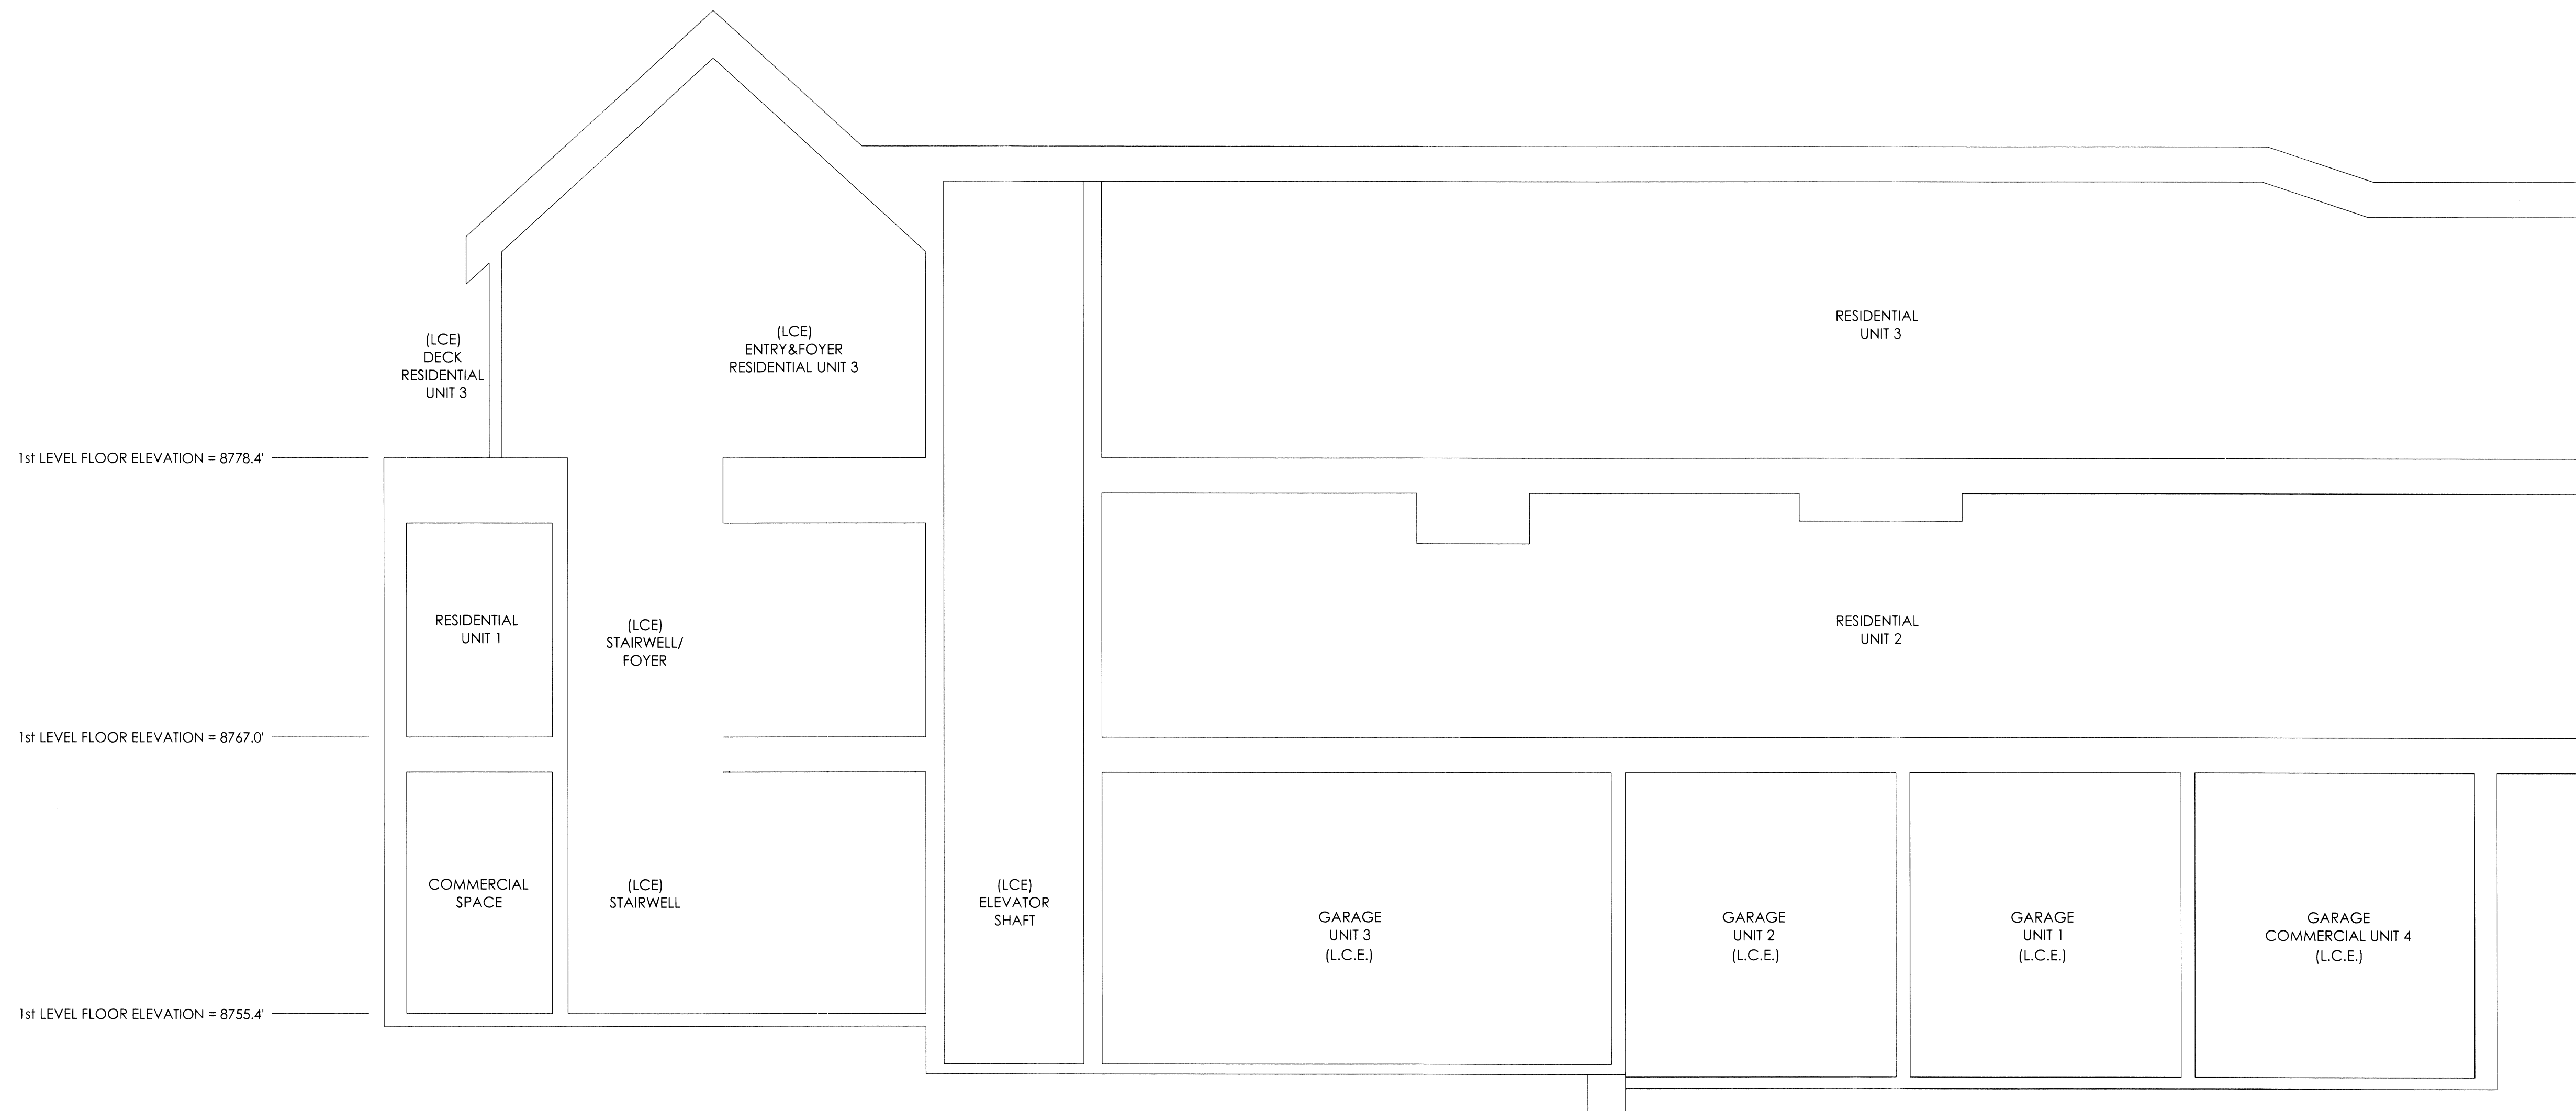 (LCE)
DECK
RESIDENTIAL
UNIT 3
(LCE)
ENTRY&FOYER
RESIDENTIAL UNIT 3
RESIDENTIAL
UNIT 3
1st LEVEL FLOOR ELEVATION = 8778.4'
RESIDENTIAL
UNIT 1
(LCE)
STAIRWELL/
FOYER
RESIDENTIAL
UNIT 2
1st LEVEL FLOOR ELEVATION = 8767.0'
COMMERCIAL
SPACE
(LCE)
STAIRWELL
(LCE)
ELEVATOR
SHAFT
GARAGE
UNIT 3
(L.C.E.)
GARAGE
UNIT 2
(L.C.E.)
GARAGE
UNIT 1
(L.C.E.)
GARAGE
COMMERCIAL UNIT 4
(L.C.E.)
1st LEVEL FLOOR ELEVATION = 8755.4'